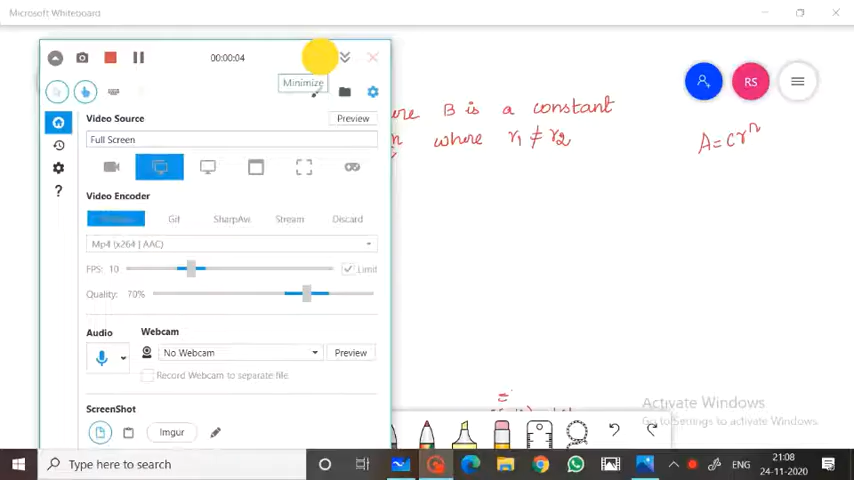 Microsoft Whiteboard
00:00:04
Minimize
Video Source
Preview
Full Screen
Video Encoder
Gif
SharpAvi
Stream
Discard
Mp4 (x264 | AAC)
FPS: 10
Limit
Quality: 70%
Audio
Webcam
No Webcam
Preview
Record Webcam to separate file.
ScreenShot
Imgur
RS
B is a constant
where r₁ ≠ r₂
A=Crⁿ
Activate Windows
Go to Settings to activate Windows.
Type here to search
ENG
21:08
24-11-2020